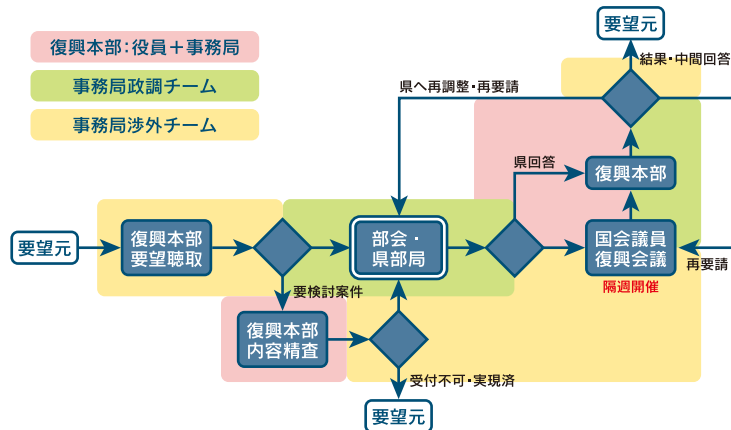 要望元
復興本部:役員+事務局
事務局政調チーム
事務局渉外チーム
結果・中間回答
県へ再調整・再要請
県回答
復興本部
要望元
復興本部
要望聴取
部会・
県部局
国会議員
復興会議
隔週開催
再要請
要検討案件
復興本部
内容精査
受付不可・実現済
要望元